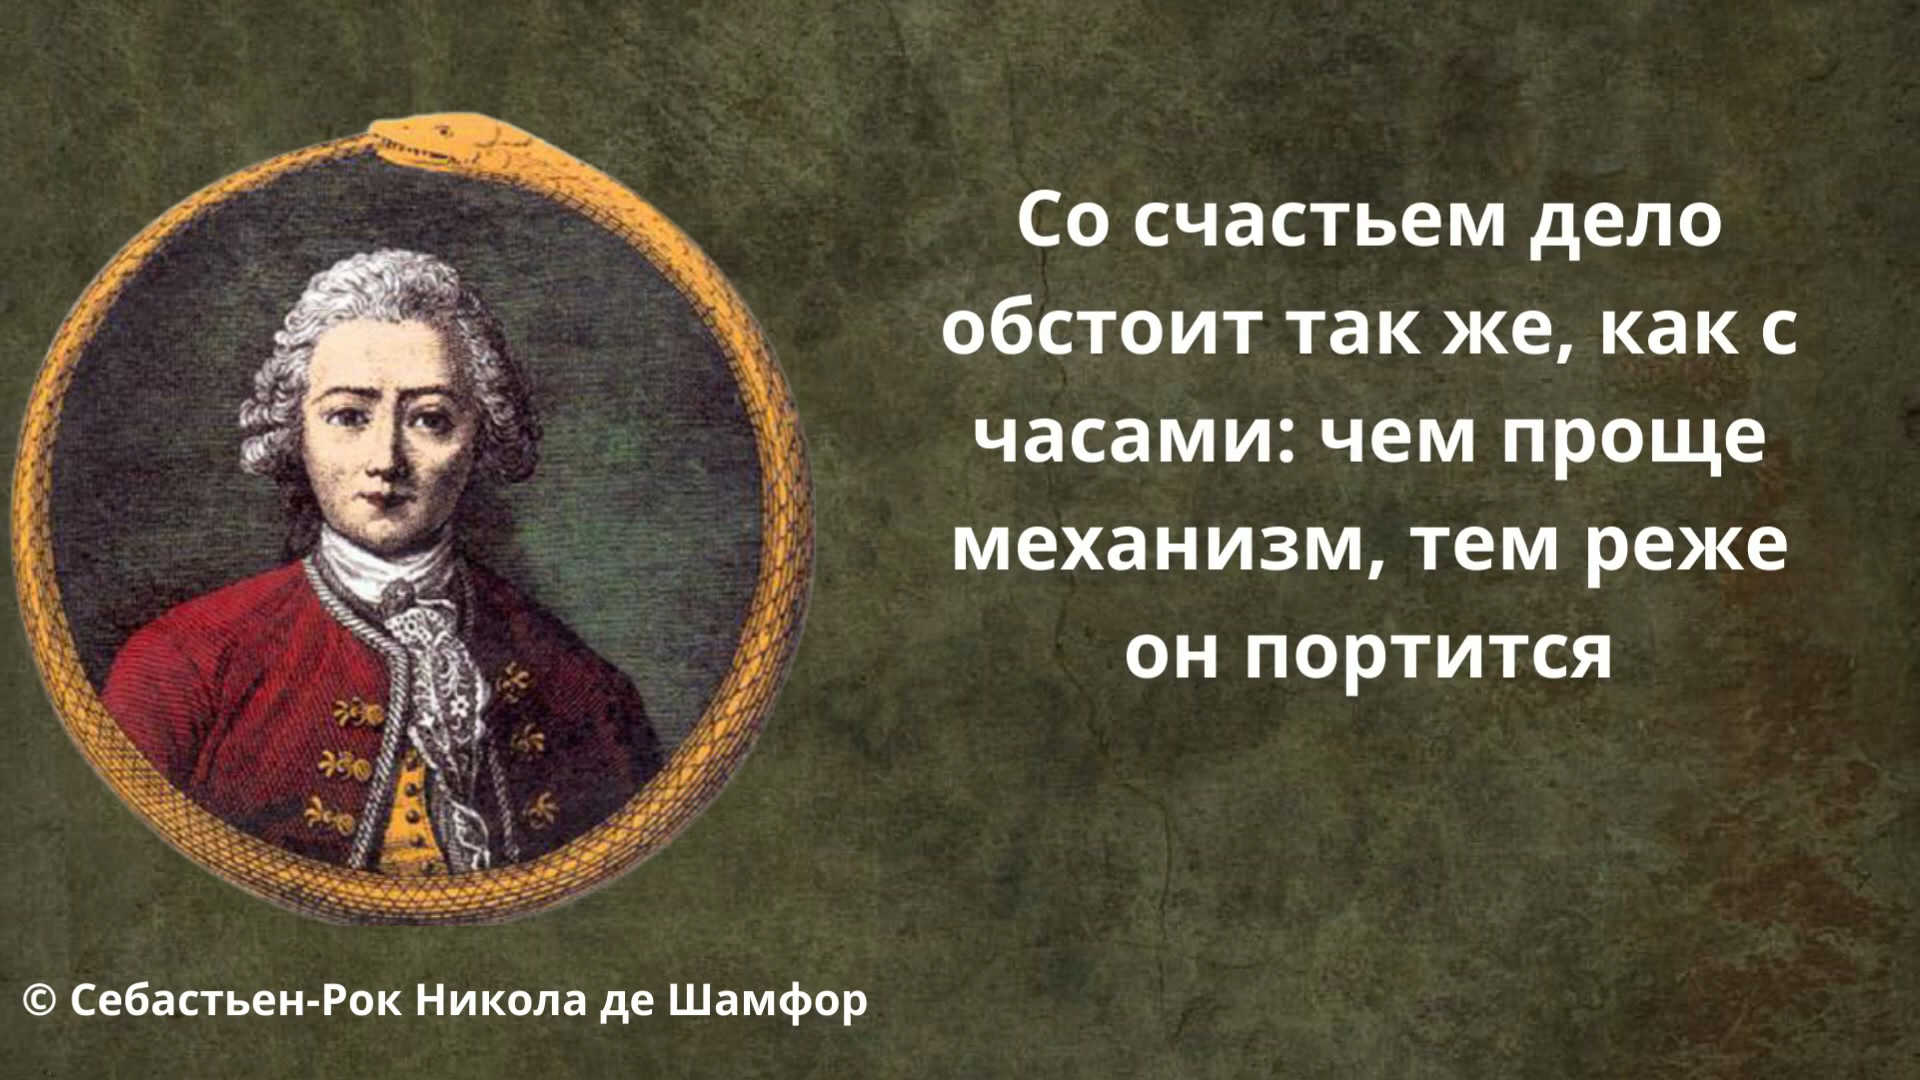 Со счастьем дело
обстоит так же, как с
часами: чем проще
механизм, тем реже
он портится
© Себастьен-Рок Никола де Шамфор